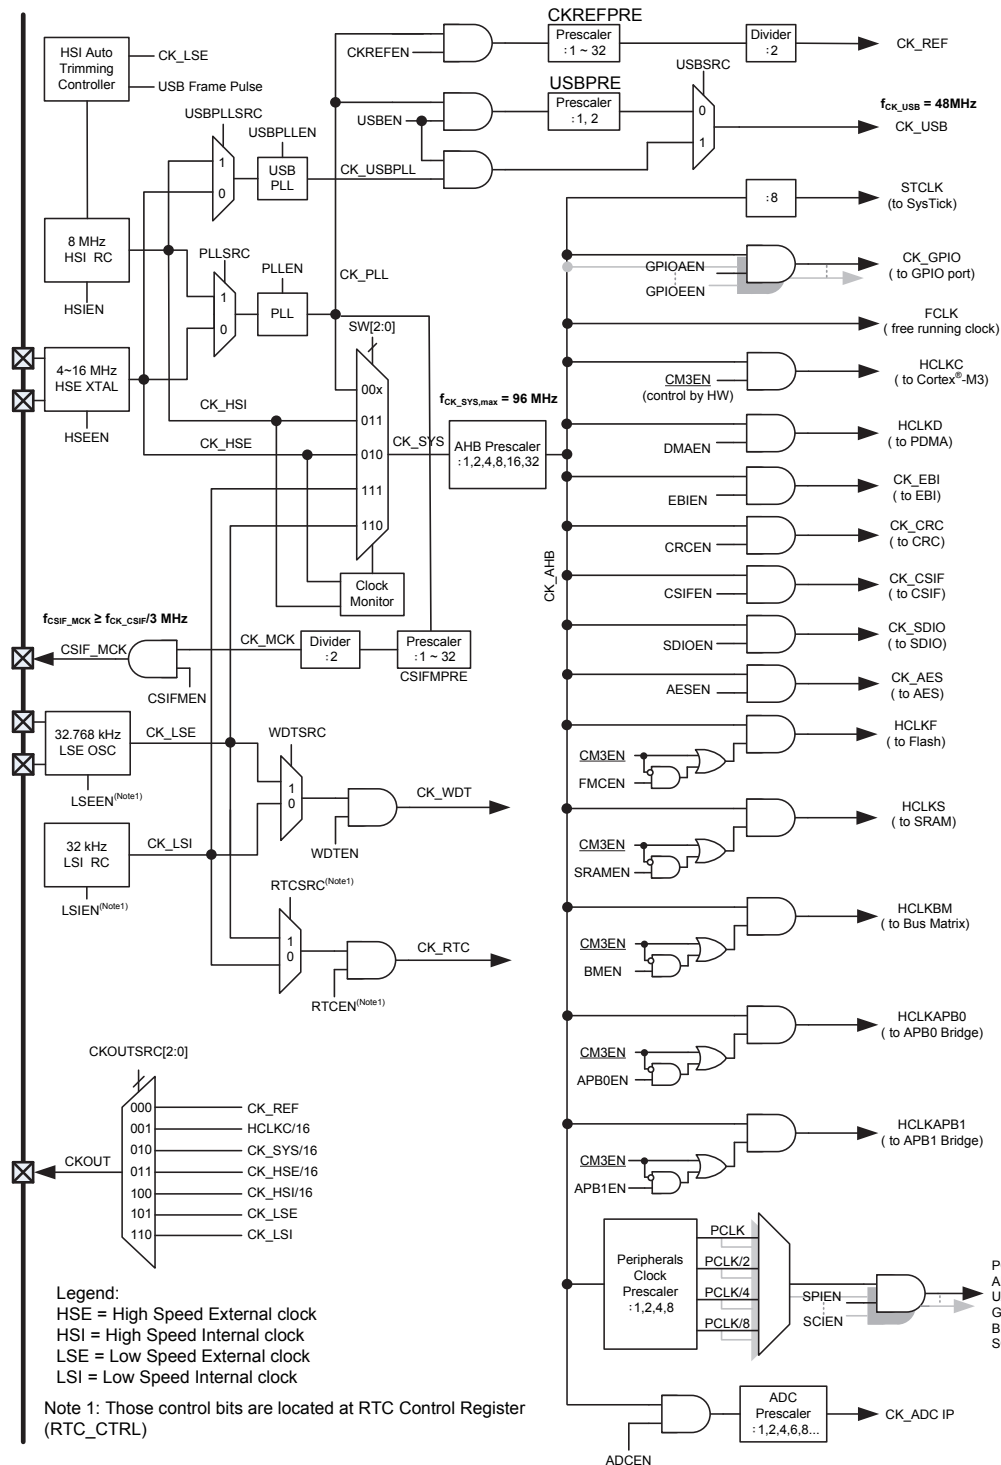 CKREFPRE
HSI Auto
Trimming
Controller
CK_LSE
USB Frame Pulse
CKREFEN
Prescaler
:1 ~ 32
Divider
:2
CK_REF
USBPRE
USBSRC
USBEN
Prescaler
:1, 2
0
1
fCK_USB = 48MHz
CK_USB
USBPLLSRC
USBPLLEN
1
0
USB
PLL
CK_USBPLL
:8
STCLK
(to SysTick)
8 MHz
HSI RC
HSIEN
PLLSRC
1
0
PLLEN
PLL
CK_PLL
GPIOAEN
GPIOEEN
CK_GPIO
( to GPIO port)
FCLK
( free running clock)
4~16 MHz
HSE XTAL
HSEEN
SW[2:0]
00x
011
010
111
110
CK_HSI
CK_HSE
CK_SYS
fCK_SYS,max = 96 MHz
AHB Prescaler
:1,2,4,8,16,32
CM3EN
(control by HW)
HCLKC
( to Cortex®-M3)
DMAEN
HCLKD
( to PDMA)
EBIEN
CK_EBI
( to EBI)
CRCEN
CK_CRC
( to CRC)
CK_AHB
Clock
Monitor
CSIFEN
CK_CSIF
( to CSIF)
fCSIF_MCK ≥ fCK_CSIF/3 MHz
CSIF_MCK
CSIFMEN
CK_MCK
Divider
:2
Prescaler
:1 ~ 32
CSIFMPRE
SDIOEN
CK_SDIO
( to SDIO)
AESEN
CK_AES
( to AES)
32.768 kHz
LSE OSC
LSEEN(Note1)
CK_LSE
WDTSRC
1
0
CK_WDT
WDTEN
CM3EN
FMCEN
HCLKF
( to Flash)
32 kHz
LSI RC
LSIEN(Note1)
CK_LSI
CM3EN
SRAMEN
HCLKS
( to SRAM)
RTCSRC(Note1)
1
0
CK_RTC
RTCEN(Note1)
CM3EN
BMEN
HCLKBM
( to Bus Matrix)
CM3EN
APB0EN
HCLKAPB0
( to APB0 Bridge)
CKOUTSRC[2:0]
CKOUT
000
CK_REF
001
HCLKC/16
010
CK_SYS/16
011
CK_HSE/16
100
CK_HSI/16
101
CK_LSE
110
CK_LSI
CM3EN
APB1EN
HCLKAPB1
( to APB1 Bridge)
Peripherals
Clock
Prescaler
:1,2,4,8
PCLK
PCLK/2
PCLK/4
PCLK/8
SPIEN
SCIEN
P
A
U
G
B
S
ADCEN
ADC
Prescaler
:1,2,4,6,8...
CK_ADC IP
Legend:
HSE = High Speed External clock
HSI = High Speed Internal clock
LSE = Low Speed External clock
LSI = Low Speed Internal clock
Note 1: Those control bits are located at RTC Control Register
(RTC_CTRL)